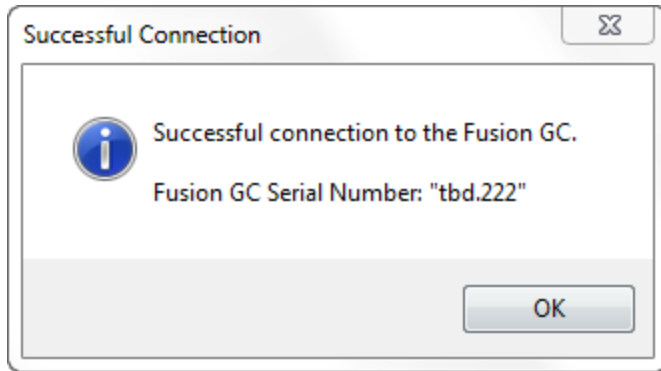 Successful Connection
Successful connection to the Fusion GC.
Fusion GC Serial Number: "tbd.222"
OK